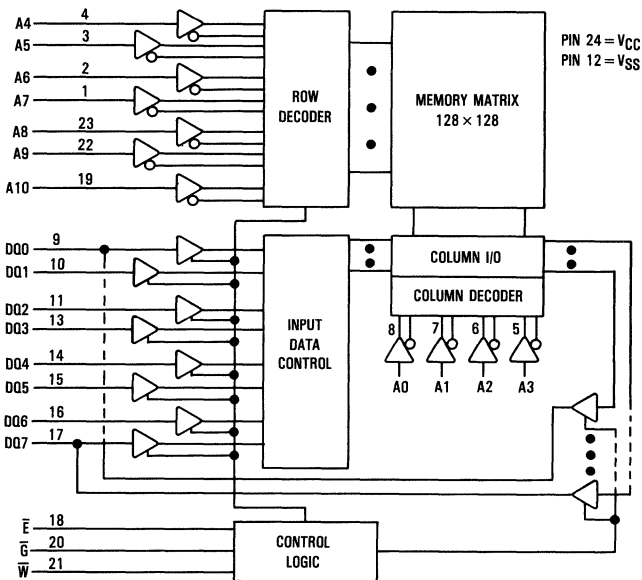 A4 4
A5 3
A6 2
A7 1
A8 23
A9 22
A10 19
ROW
DECODER
MEMORY MATRIX
128 × 128
PIN 24 = VCC
PIN 12 = VSS
DQ0 9
DQ1 10
DQ2 11
DQ3 13
DQ4 14
DQ5 15
DQ6 16
DQ7 17
INPUT
DATA
CONTROL
COLUMN I/O
COLUMN DECODER
8 7 6 5
A0 A1 A2 A3
E̅ 18
G̅ 20
W̅ 21
CONTROL
LOGIC